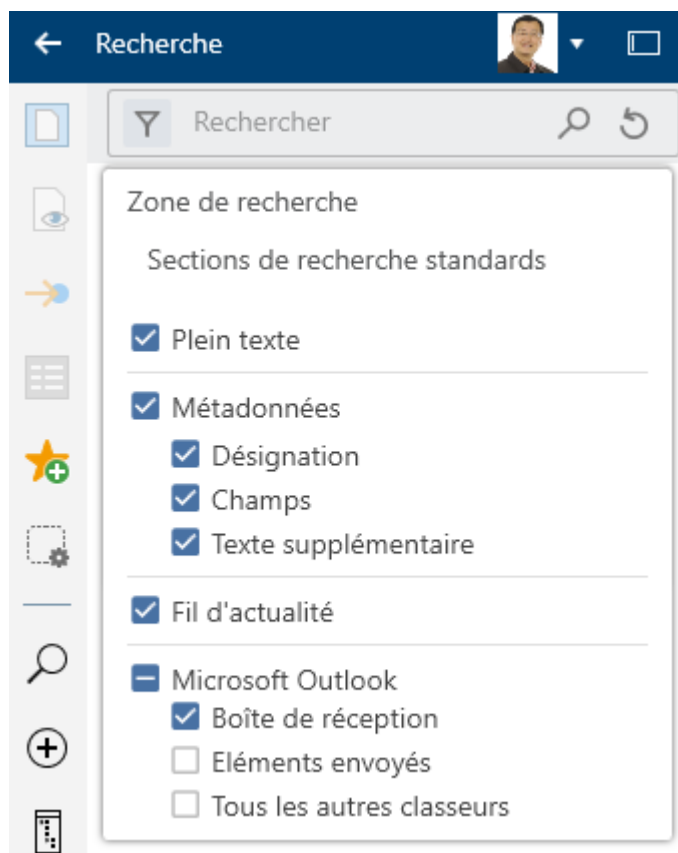 Recherche
Rechercher
Zone de recherche
Sections de recherche standards
Plein texte
Métadonnées
Désignation
Champs
Texte supplémentaire
Fil d'actualité
Microsoft Outlook
Boîte de réception
Eléments envoyés
Tous les autres classeurs